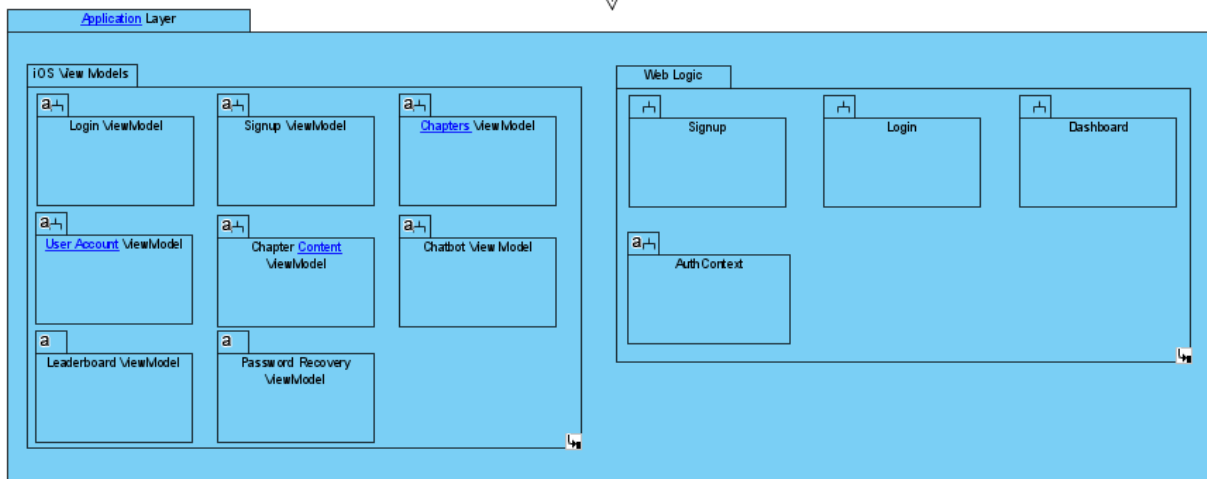 Application Layer
iOS View Models
Web Logic
a
Login ViewModel
a
Signup ViewModel
a
Chapters ViewModel
Signup
Login
Dashboard
a
User Account ViewModel
a
Chapter Content
ViewModel
a
Chatbot View Model
a
AuthContext
a
Leaderboard ViewModel
a
Password Recovery
ViewModel